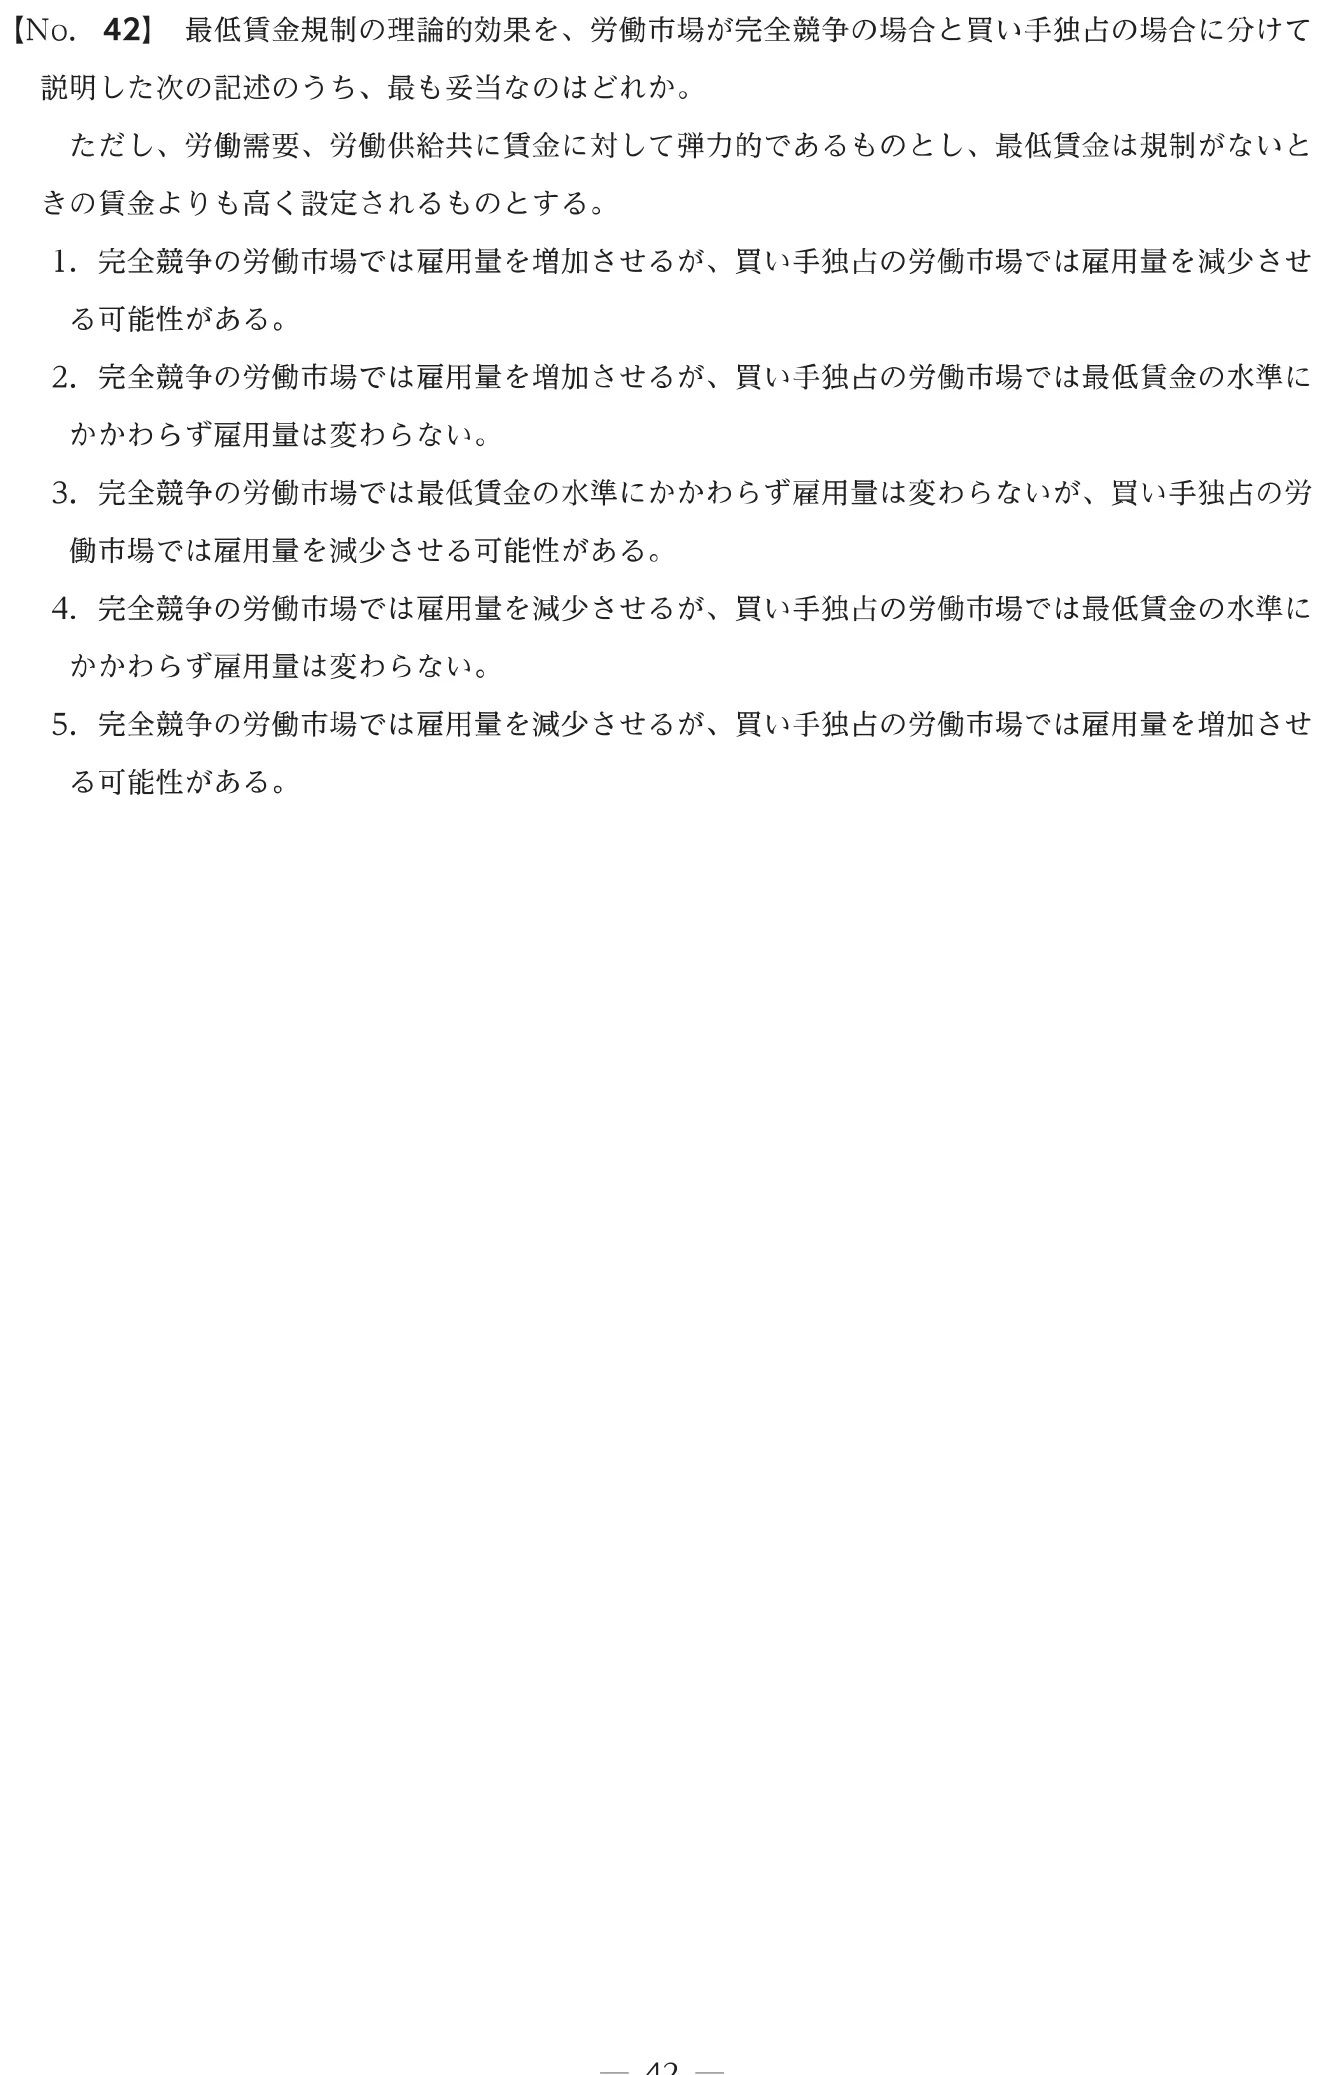 【No. 42】 最低賃金規制の理論的効果を、労働市場が完全競争の場合と買い手独占の場合に分けて
説明した次の記述のうち、最も妥当なのはどれか。
ただし、労働需要、労働供給共に賃金に対して弾力的であるものとし、最低賃金は規制がないと
きの賃金よりも高く設定されるものとする。
1. 完全競争の労働市場では雇用量を増加させるが、買い手独占の労働市場では雇用量を減少させ
る可能性がある。
2. 完全競争の労働市場では雇用量を増加させるが、買い手独占の労働市場では最低賃金の水準に
かかわらず雇用量は変わらない。
3. 完全競争の労働市場では最低賃金の水準にかかわらず雇用量は変わらないが、買い手独占の労
働市場では雇用量を減少させる可能性がある。
4. 完全競争の労働市場では雇用量を減少させるが、買い手独占の労働市場では最低賃金の水準に
かかわらず雇用量は変わらない。
5. 完全競争の労働市場では雇用量を減少させるが、買い手独占の労働市場では雇用量を増加させ
る可能性がある。
— 42 —